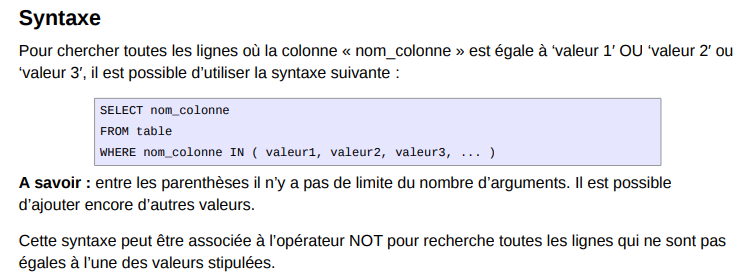 Syntaxe
Pour chercher toutes les lignes où la colonne « nom_colonne » est égale à ‘valeur 1′ OU ‘valeur 2′ ou
‘valeur 3′, il est possible d’utiliser la syntaxe suivante :
SELECT nom_colonne
FROM table
WHERE nom_colonne IN ( valeur1, valeur2, valeur3, ... )
A savoir : entre les parenthèses il n’y a pas de limite du nombre d’arguments. Il est possible
d’ajouter encore d’autres valeurs.
Cette syntaxe peut être associée à l’opérateur NOT pour recherche toutes les lignes qui ne sont pas
égales à l’une des valeurs stipulées.